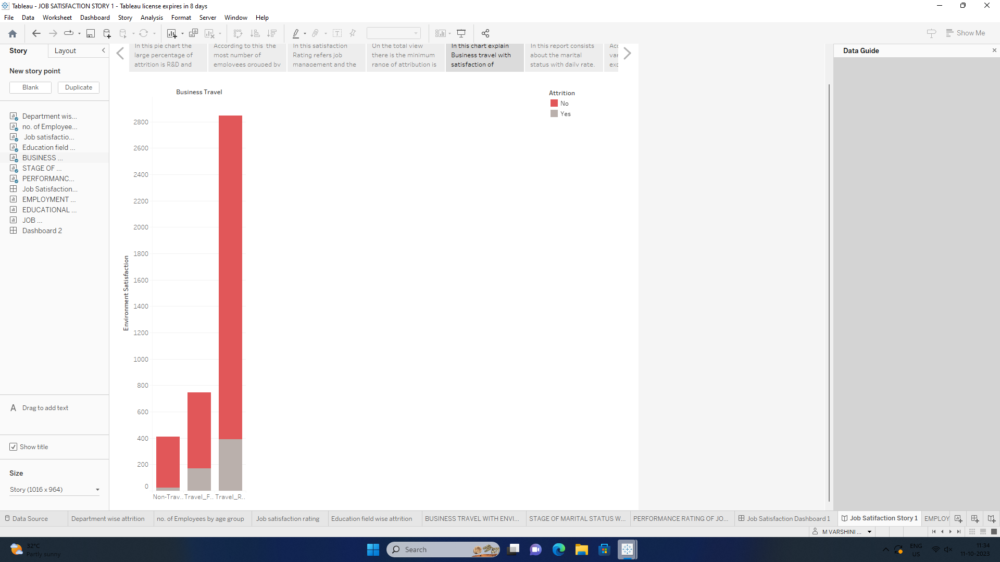 Tableau - JOB SATISFACTION STORY 1 - Tableau license expires in 8 days
File Data Worksheet Dashboard Story Analysis Format Server Window Help
Show Me
Story Layout
New story point
Blank Duplicate
Department wis...
no. of Employee...
Job satisfactio...
Education field ...
BUSINESS ...
STAGE OF ...
PERFORMANC...
Job Satisfaction...
EMPLOYMENT ...
EDUCATIONAL ...
JOB ...
Dashboard 2
A Drag to add text
Show title
Size
Story (1016 x 964)
In this pie chart the
large percentage of
attrition is R&D and
According to this the
most number of
employees grouped by
In this satisfaction
Rating refers job
management and the
On the total view
there is the minimum
range of attribution is
In this chart explain
Business travel with
satisfaction of
In this report consists
about the marital
status with daily rate.
Acc
var
exp
Business Travel
Environment Satisfaction
2800
2600
2400
2200
2000
1800
1600
1400
1200
1000
800
600
400
200
0
Non-Trav.. Travel_F.. Travel_R..
Attrition
No
Yes
Data Guide
Data Source Department wise attrition no. of Employees by age group Job satisfaction rating Education field wise attrition BUSINESS TRAVEL WITH ENVI... STAGE OF MARITAL STATUS W... PERFORMANCE RATING OF JO... Job Satisfaction Dashboard 1 Job Satifaction Story 1 EMPLOY
M VARSHINI ...
32°C
Partly sunny
Search
ENG
US
11:34
11-10-2023